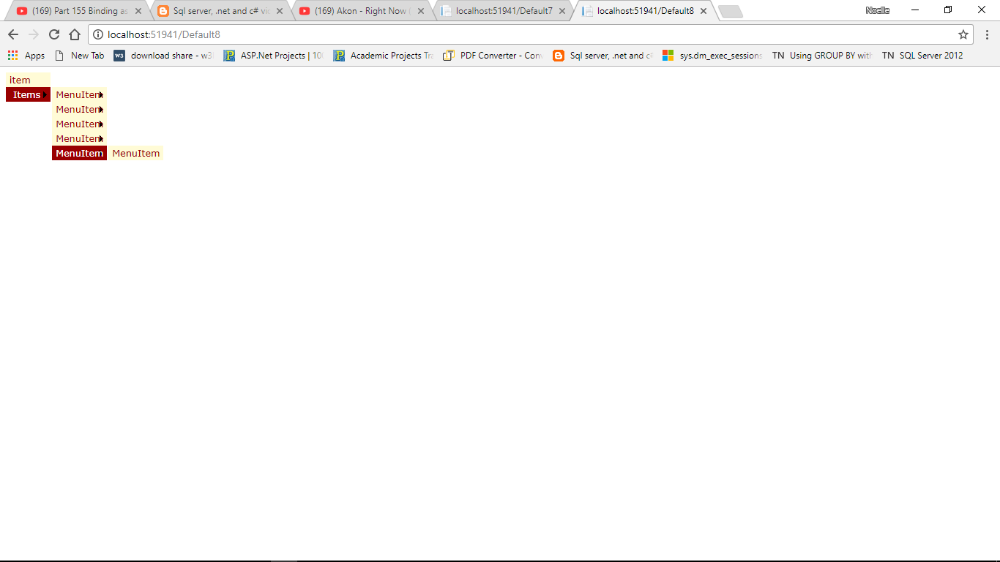 (169) Part 155 Binding as
Sql server, .net and c# vi
(169) Akon - Right Now (
localhost:51941/Default7
localhost:51941/Default8
Noelle
localhost:51941/Default8
Apps
New Tab
w3 download share - w3
ASP.Net Projects | 10
Academic Projects Tra
PDF Converter - Con
Sql server, .net and c#
sys.dm_exec_sessions
TN Using GROUP BY with
TN SQL Server 2012
item
Items
MenuItem
MenuItem
MenuItem
MenuItem
MenuItem MenuItem